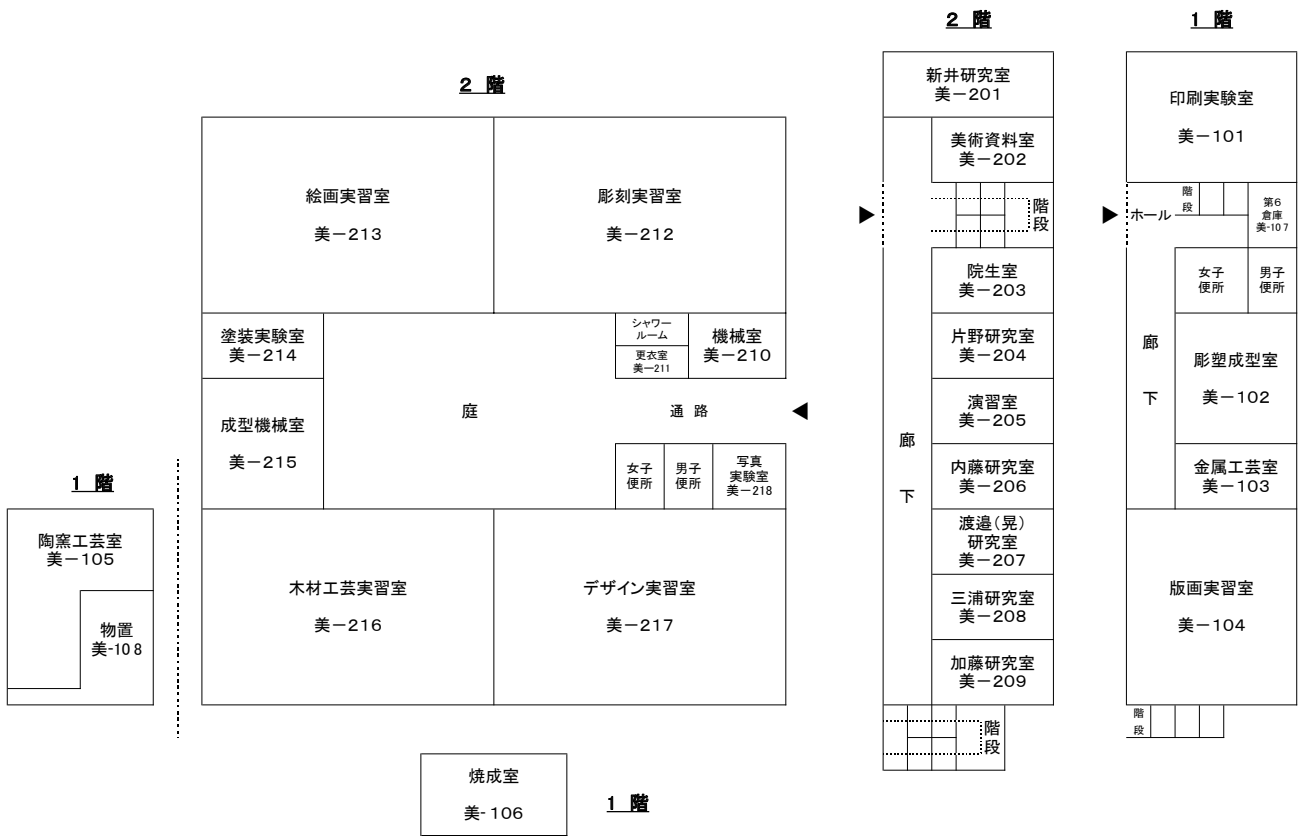 ２ 階
絵画実習室
美－213
彫刻実習室
美－212
塗装実験室
美－214
シャワー
ルーム
更衣室
美－211
機械室
美－210
成型機械室
美－215
庭
通 路
女子
便所
男子
便所
写真
実験室
美－218
木材工芸実習室
美－216
デザイン実習室
美－217
１ 階
陶窯工芸室
美－105
物置
美-108
焼成室
美-106
１ 階
２ 階
新井研究室
美－201
美術資料室
美－202
階
段
院生室
美－203
片野研究室
美－204
演習室
美－205
廊
下
内藤研究室
美－206
渡邉（晃）
研究室
美－207
三浦研究室
美－208
加藤研究室
美－209
階
段
１ 階
印刷実験室
美－101
ホール
階
段
第６
倉庫
美-107
女子
便所
男子
便所
廊
下
彫塑成型室
美－102
金属工芸室
美－103
版画実習室
美－104
階
段